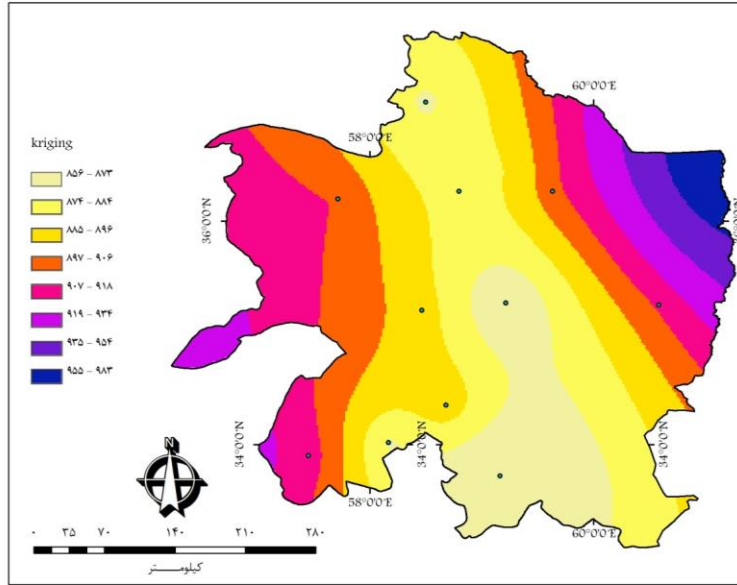 60°0'0"E
58°0'0"E
kriging
۸۵۶ - ۸۷۳
۸۷۴ - ۸۸۴
۸۸۵ - ۸۹۶
۸۹۷ - ۹۰۶
۹۰۷ - ۹۱۸
۹۱۹ - ۹۳۴
۹۳۵ - ۹۵۴
۹۵۵ - ۹۸۳
36°0'0"N
34°0'0"N
34°0'0"N
34°0'0"N
N
58°0'0"E
60°0'0"E
۰ ۳۵ ۷۰ ۱۴۰ ۲۱۰ ۲۸۰
کیلومتر